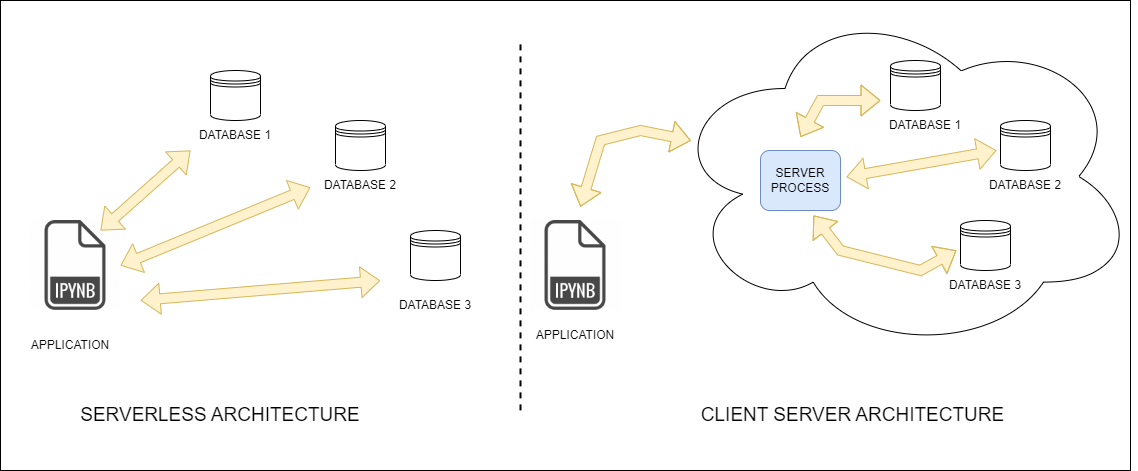 DATABASE 1
DATABASE 2
DATABASE 3
IPYNB
APPLICATION
SERVERLESS ARCHITECTURE
DATABASE 1
DATABASE 2
SERVER
PROCESS
DATABASE 3
IPYNB
APPLICATION
CLIENT SERVER ARCHITECTURE